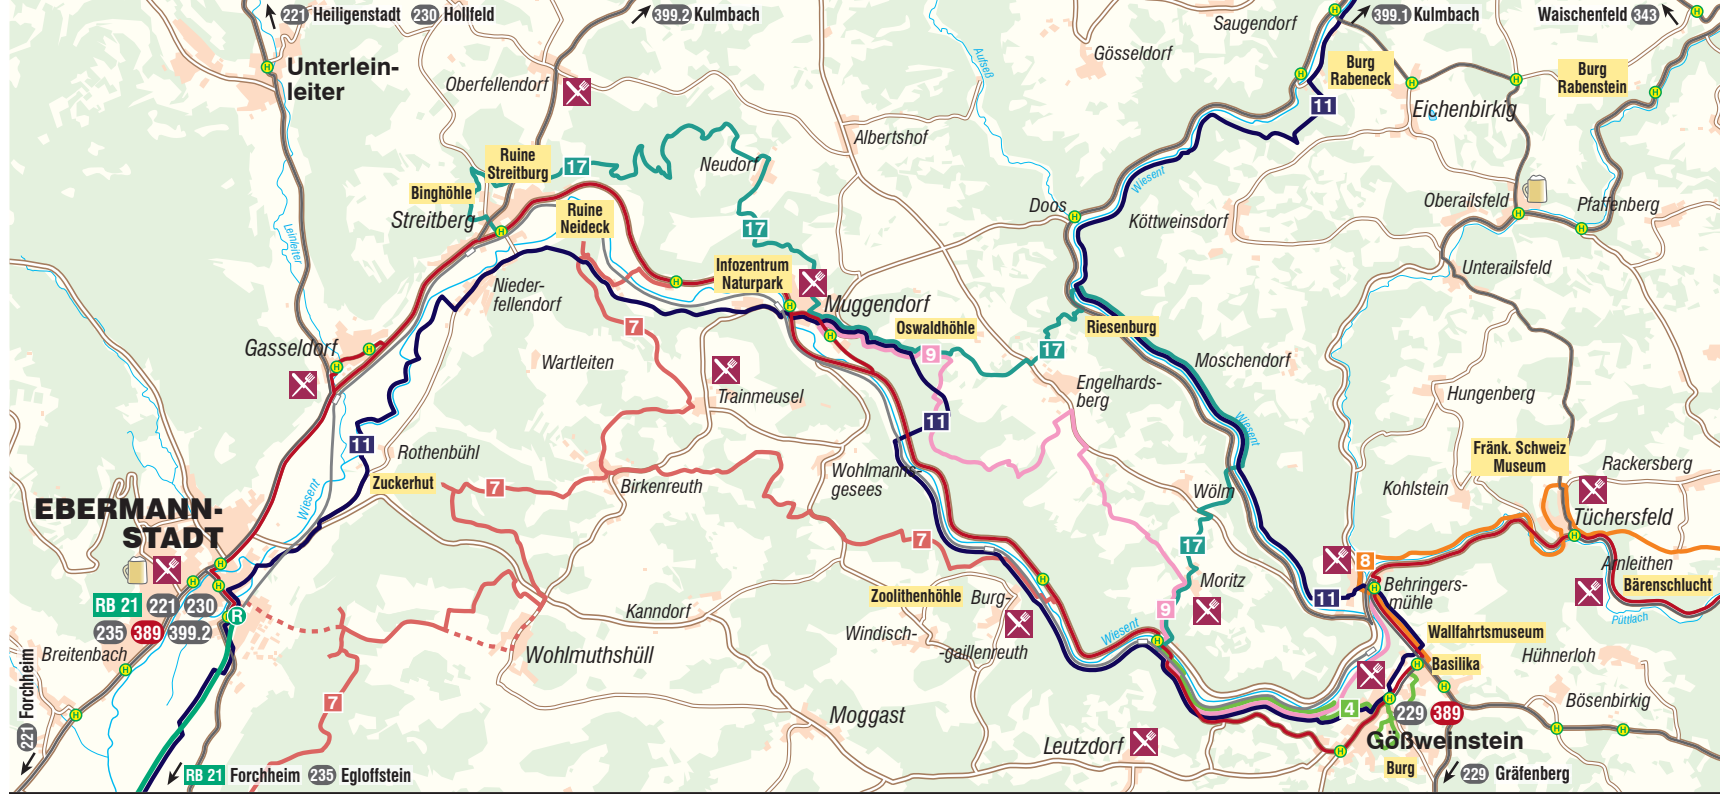 221 Heiligenstadt 230 Hollfeld
399.2 Kulmbach
399.1 Kulmbach
Waischenfeld 343
Saugendorf
Gösseldorf
Aufseß
Unterlein-
leiter
Oberfellendorf
Burg
Rabeneck
Burg
Rabenstein
11
Eichenbirkig
Albertshof
Ruine
Streitburg
17
Neudorf
Binghöhle
Wiesent
Oberailsfeld
Pfaffenberg
Streitberg
Ruine
Neideck
17
Doos
Köttweinsdorf
Leinleiter
Infozentrum
Naturpark
Unterailsfeld
Nieder-
fellendorf
Muggendorf
Oswaldhöhle
Riesenburg
7
Gasseldorf
Wartleiten
9
17
Moschendorf
Trainmeusel
Engelhards-
berg
Hungenberg
11
11
Wiesent
Rothenbühl
Fränk. Schweiz
Museum
Rackersberg
Zuckerhut
7
Birkenreuth
Wohlmanns-
gesees
Wölm
Kohlstein
Wiesent
EBERMANN-
STADT
Tüchersfeld
7
17
8
Arnleithen
Bärenschlucht
RB 21 221 230
235 389 399.2
Zoolithenhöhle
Burg-
Moritz
11
Behringers-
mühle
9
Püttlach
Kanndorf
Windisch-
-gaillenreuth
Wiesent
Wallfahrtsmuseum
Breitenbach
R
Wohlmuthshüll
Basilika
Hühnerloh
7
Moggast
4
229 389
Bösenbirkig
221 Forchheim
Leutzdorf
Gößweinstein
Burg
RB 21 Forchheim 235 Egloffstein
229 Gräfenberg
H